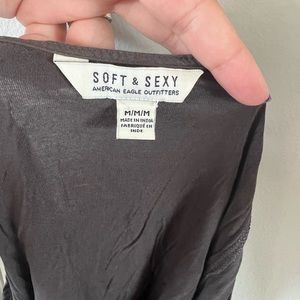 SOFT & SEXY
AMERICAN EAGLE OUTFITTERS
M/M/M
MADE IN INDIA
FABRIQUÉ EN
INDE